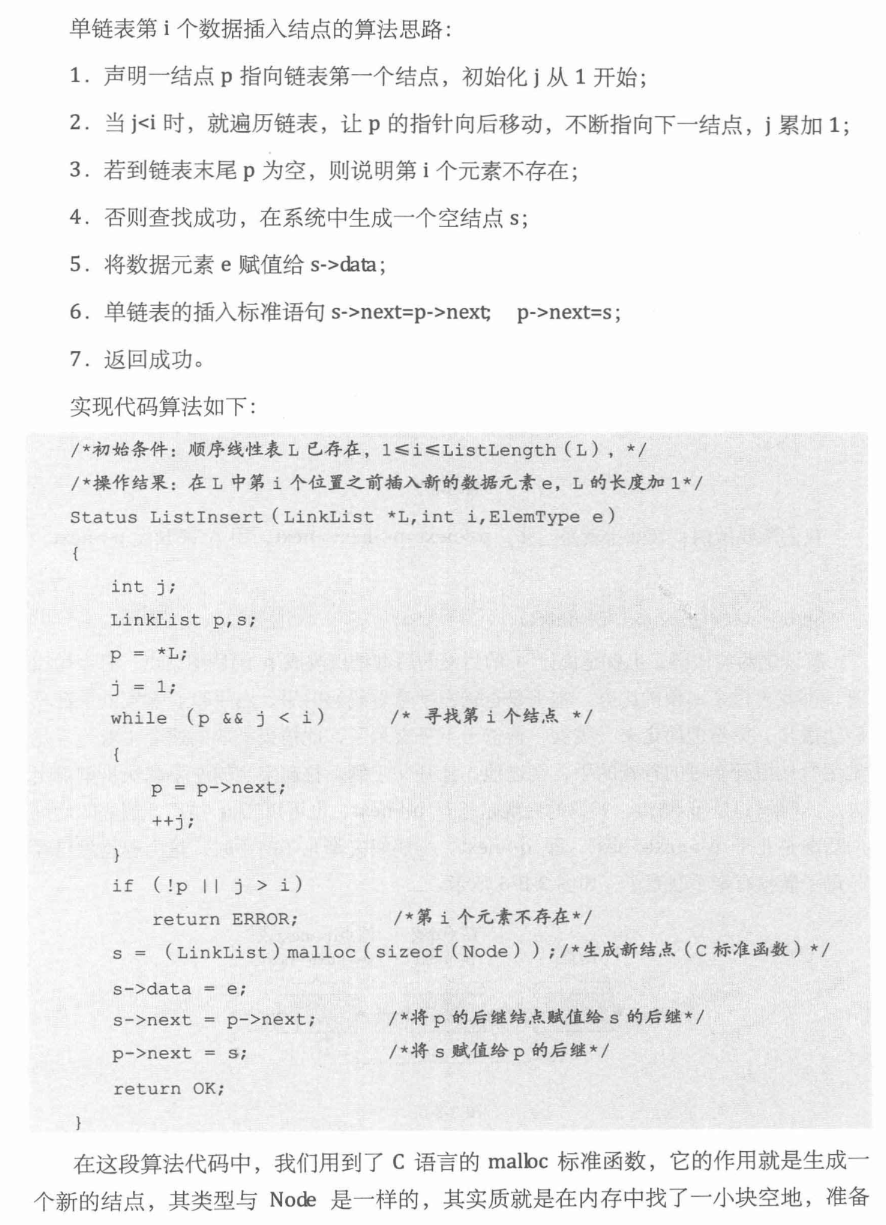 单链表第 i 个数据插入结点的算法思路：
1．声明一结点 p 指向链表第一个结点，初始化 j 从 1 开始；
2．当 j<i 时，就遍历链表，让 p 的指针向后移动，不断指向下一结点，j 累加 1；
3．若到链表末尾 p 为空，则说明第 i 个元素不存在；
4．否则查找成功，在系统中生成一个空结点 s；
5．将数据元素 e 赋值给 s->data；
6．单链表的插入标准语句 s->next=p->next; p->next=s；
7．返回成功。
实现代码算法如下：
/*初始条件：顺序线性表 L 已存在，1≤i≤ListLength（L），*/
/*操作结果：在 L 中第 i 个位置之前插入新的数据元素 e，L 的长度加 1*/
Status ListInsert（LinkList *L,int i,ElemType e）
{
int j;
LinkList p,s;
p = *L;
j = 1;
while （p && j < i） /* 寻找第 i 个结点 */
{
p = p->next;
++j;
}
if （!p || j > i）
return ERROR; /*第 i 个元素不存在*/
s = （LinkList）malloc（sizeof（Node））;/*生成新结点（C 标准函数）*/
s->data = e;
s->next = p->next; /*将 p 的后继结点赋值给 s 的后继*/
p->next = s; /*将 s 赋值给 p 的后继*/
return OK;
}
在这段算法代码中，我们用到了 C 语言的 malloc 标准函数，它的作用就是生成一
个新的结点，其类型与 Node 是一样的，其实质就是在内存中找了一小块空地，准备